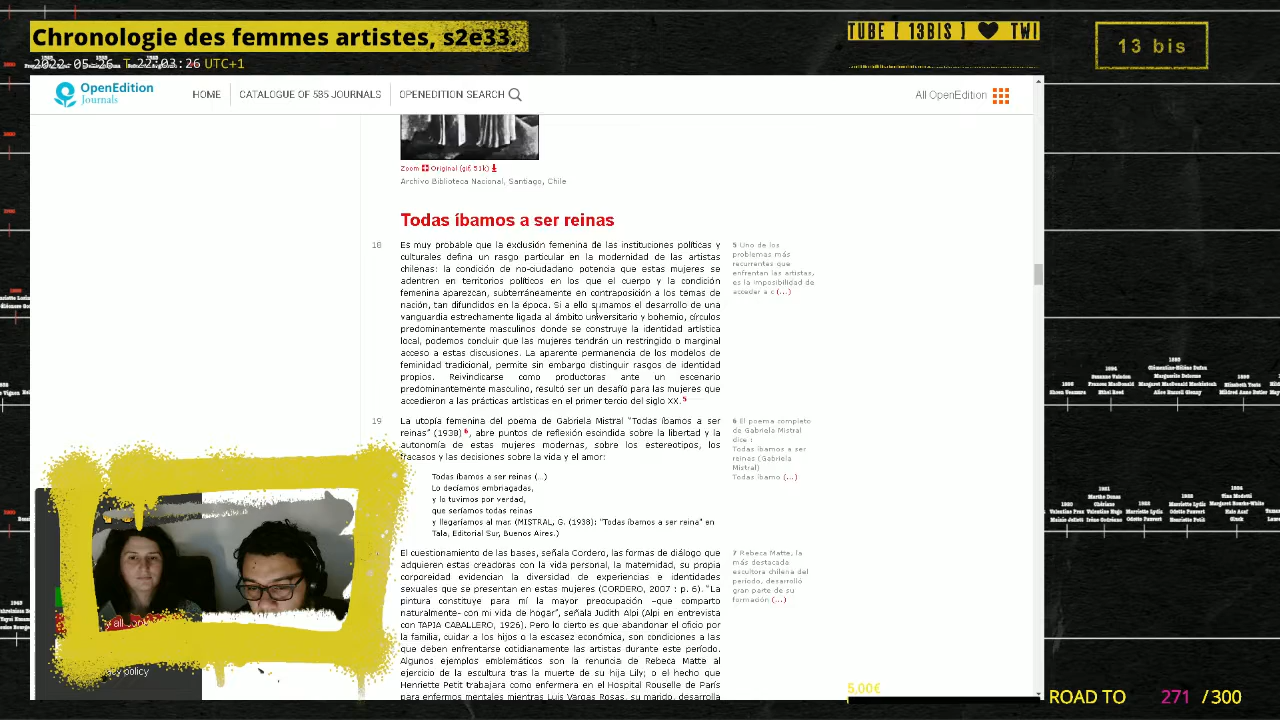 Chronologie des femmes artistes, s2e33
TUBE [ 13BIS ] ♥ TWI
13 bis
OpenEdition
Journals
HOME
CATALOGUE OF 585 JOURNALS
OPENEDITION SEARCH
All OpenEdition
Zoom Original (gif, 51k)
Archivo Biblioteca Nacional, Santiago, Chile
Todas íbamos a ser reinas
18
Es muy probable que la exclusión femenina de las instituciones políticas y
culturales defina un rasgo particular en la modernidad de las artistas
chilenas: la condición de no-ciudadano potencia que estas mujeres se
adentren en territorios políticos en los que el cuerpo y la condición
femenina aparezcan, subterráneamente en contraposición a los temas de
nación, tan difundidos en la época. Si a ello sumamos el desarrollo de una
vanguardia estrechamente ligada al ámbito universitario y bohemio, círculos
predominantemente masculinos donde se construye la identidad artística
local, podemos concluir que las mujeres tendrán un restringido o marginal
acceso a estas discusiones. La aparente permanencia de los modelos de
feminidad tradicional, permite sin embargo distinguir rasgos de identidad
propios. Reivindicarse como productoras ante un escenario
predominantemente masculino, resultó ser un desafío para las mujeres que
accedieron a las prácticas artísticas en el primer tercio del siglo XX.5
5 Uno de los
problemas más
recurrentes que
enfrentan las artistas,
es la imposibilidad de
acceder a c (...)
19
La utopía femenina del poema de Gabriela Mistral "Todas íbamos a ser
reinas" (1938)6, abre puntos de reflexión escindida sobre la libertad y la
autonomía de estas mujeres modernas, sobre los estereotipos, los
fracasos y las decisiones sobre la vida y el amor:
6 El poema completo
de Gabriela Mistral
dice :
Todas íbamos a ser
reinas (Gabriela
Mistral)
Todas íbamo (...)
Todas íbamos a ser reinas (...)
Lo decíamos embriagadas,
y lo tuvimos por verdad,
que seríamos todas reinas
y llegaríamos al mar (MISTRAL, G. (1938): "Todas íbamos a ser reina" en
Tala, Editorial Sur, Buenos Aires.)
El cuestionamiento de las bases, señala Cordero, las formas de diálogo que
adquieren estas creadoras con la vida personal, la maternidad, su propia
corporeidad evidencian la diversidad de experiencias e identidades
sexuales que se presentan en estas mujeres (CORDERO, 2007 : p. 6). "La
pintura constituye para mí la mayor preocupación –que comparto
naturalmente- con mi vida de hogar", señala Judith Alpi (Alpi en entrevista
con TAPIA CABALLERO, 1926). Pero lo cierto es que abandonar el oficio por
la familia, cuidar a los hijos o la escasez económica, son condiciones a las
que deben enfrentarse cotidianamente las artistas durante este período.
Algunos ejemplos emblemáticos son la renuncia de Rebeca Matte al
ejercicio de la escultura tras la muerte de su hija Lily; o el hecho que
Henriette Petit trabajara como enfermera en el Hospital Rouselle de París
para enfermos mentales mientras Luis Vargas Rosas, su marido, desarrolla
7 Rebeca Matte, la
más destacada
escultora chilena del
período, desarrolló
gran parte de su
formación (...)
5,00€
ROAD TO 271 / 300